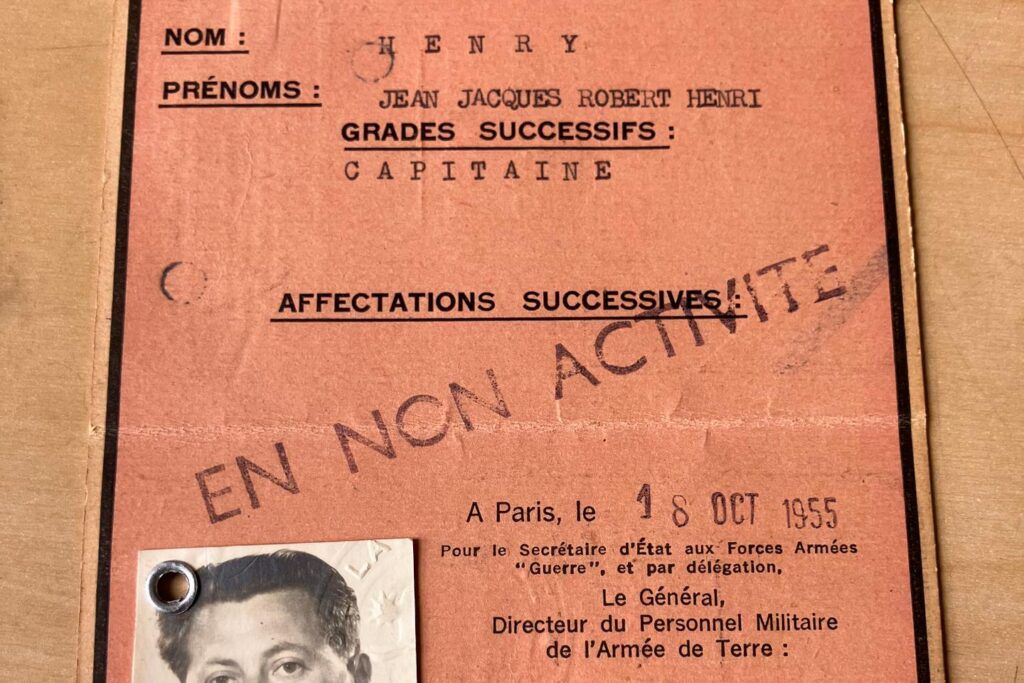 NOM : HENRY
PRÉNOMS : JEAN JACQUES ROBERT HENRI
GRADES SUCCESSIFS :
CAPITAINE
AFFECTATIONS SUCCESSIVES :
EN NON ACTIVITE
A Paris, le 18 OCT 1955
Pour le Secrétaire d'État aux Forces Armées
"Guerre", et par délégation,
Le Général,
Directeur du Personnel Militaire
de l'Armée de Terre :